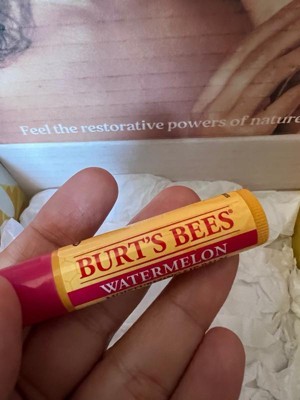 Feel the restorative powers of nature
BURT'S BEES®
WATERMELON